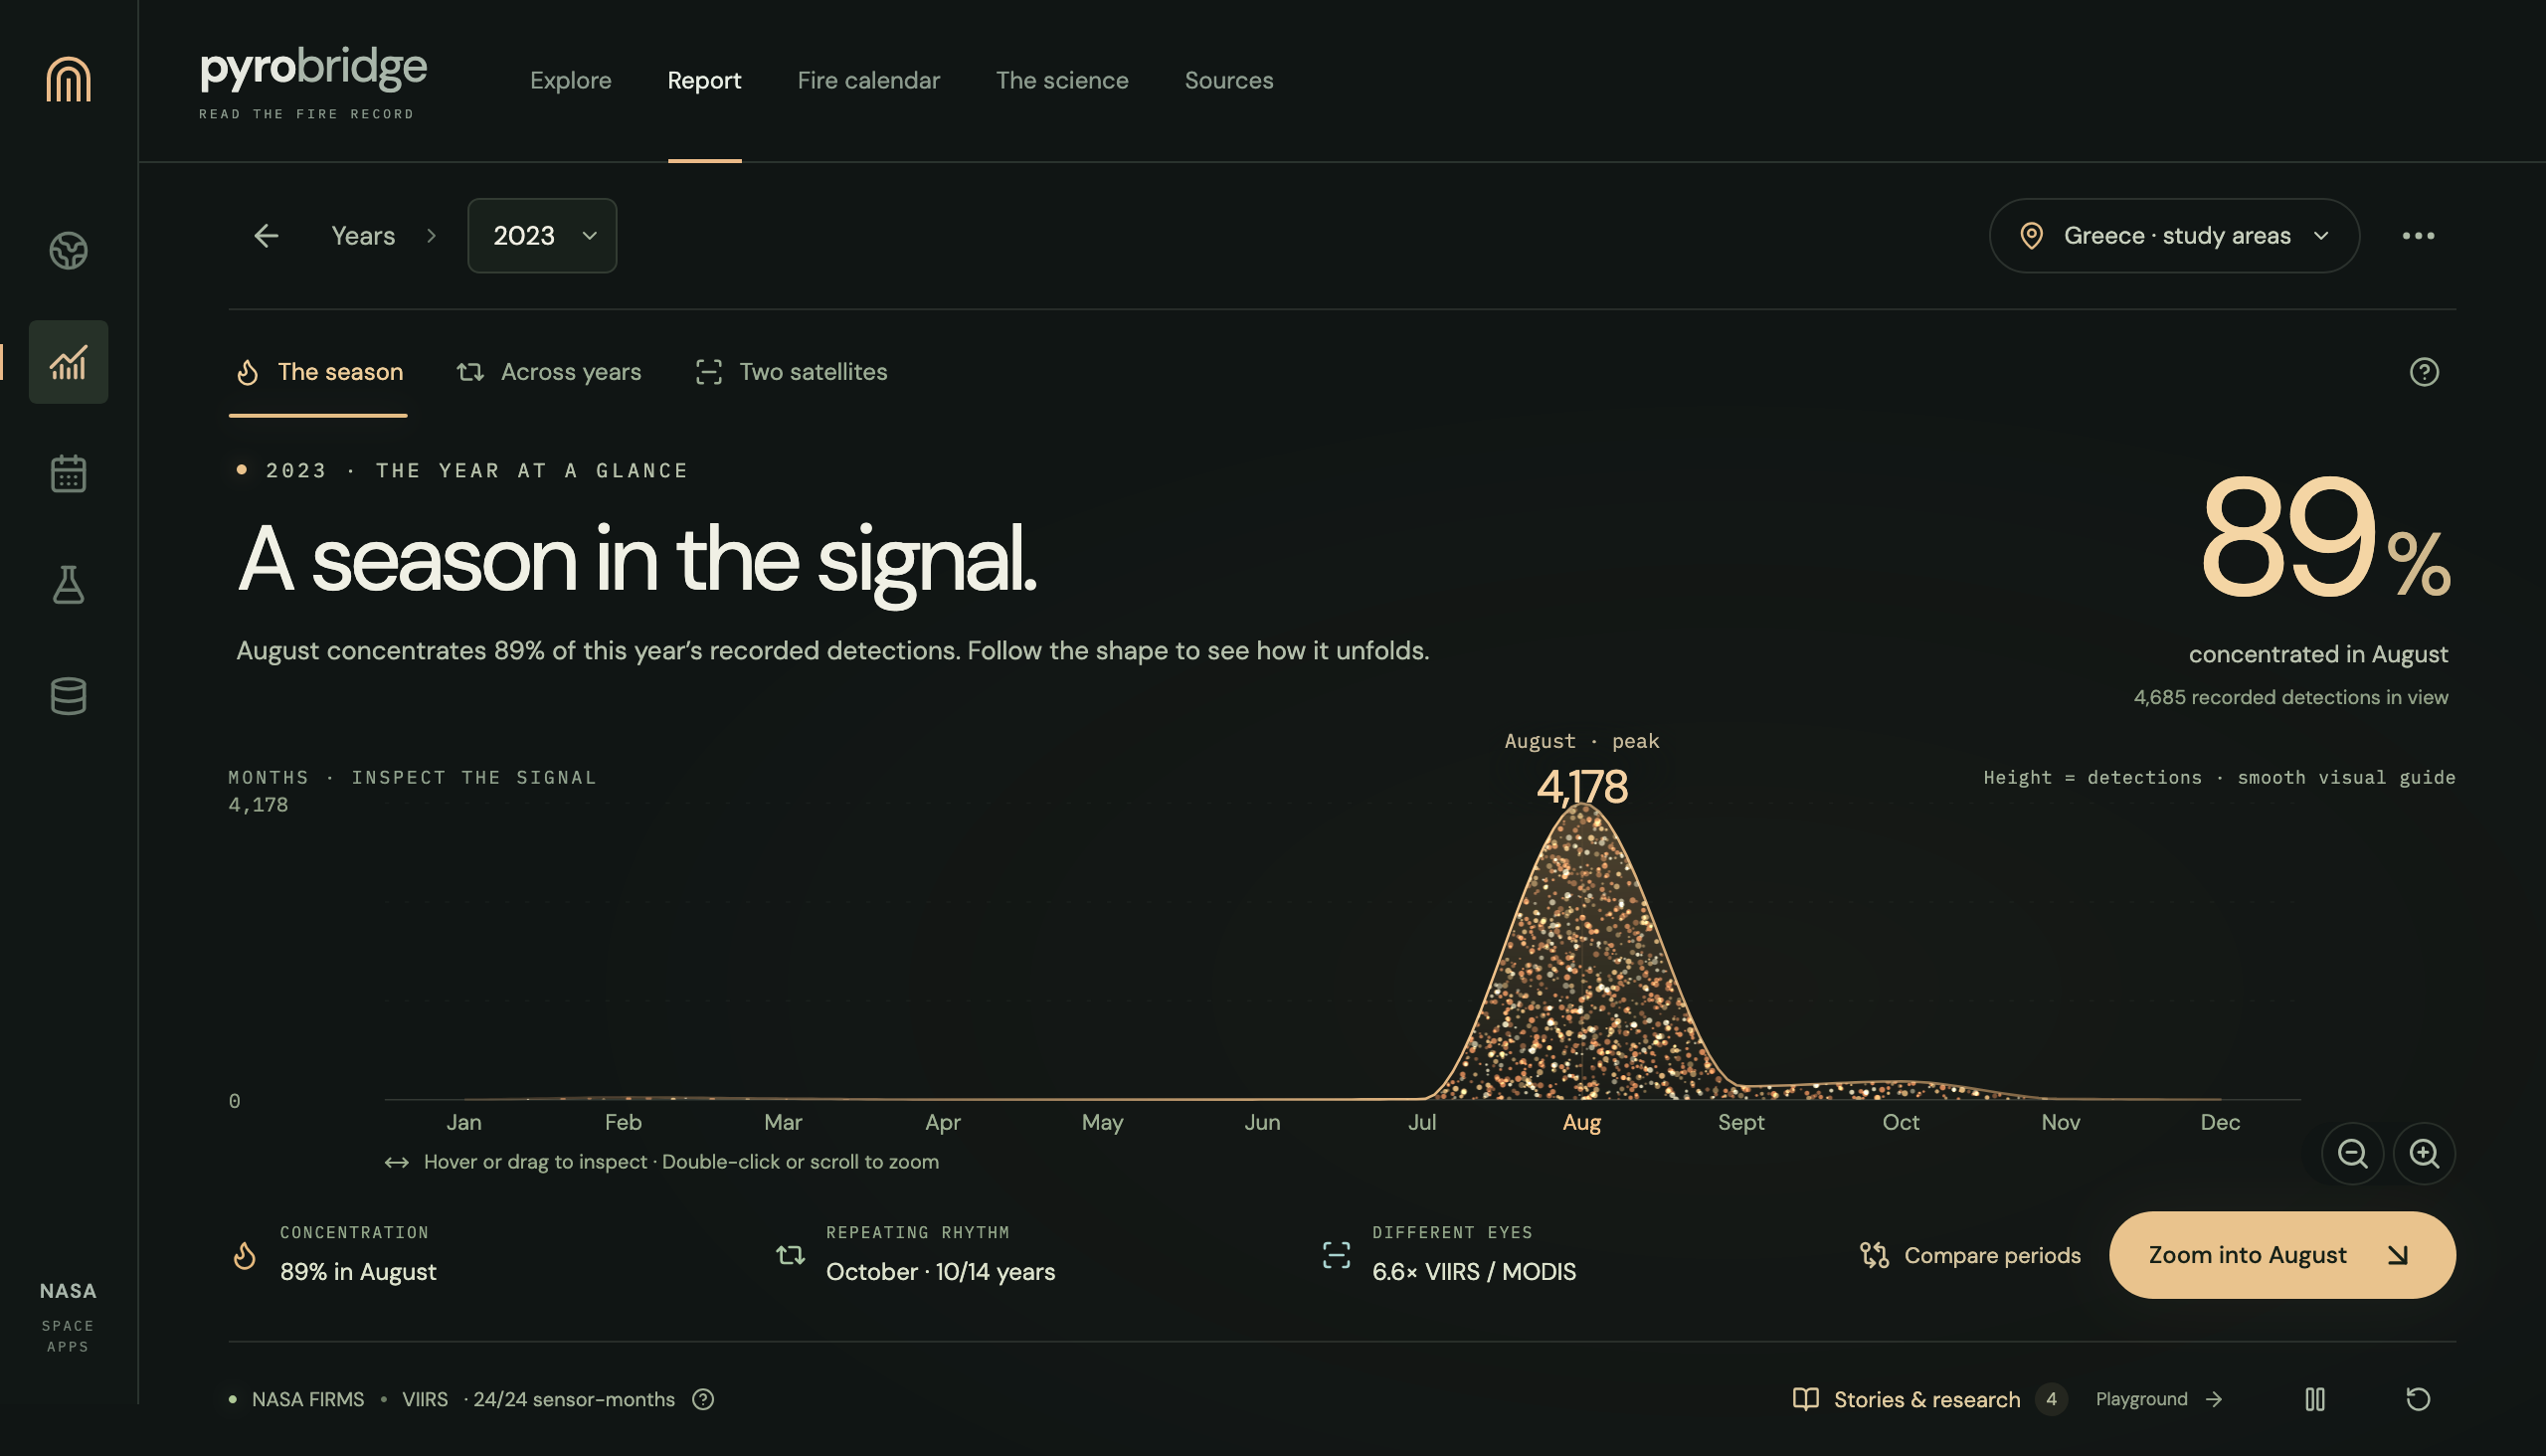 pyrobridge
READ THE FIRE RECORD
Explore
Report
Fire calendar
The science
Sources
Years
2023
Greece · study areas
The season
Across years
Two satellites
2023 · THE YEAR AT A GLANCE
A season in the signal.
August concentrates 89% of this year’s recorded detections. Follow the shape to see how it unfolds.
89%
concentrated in August
4,685 recorded detections in view
MONTHS · INSPECT THE SIGNAL
August · peak
4,178
Height = detections · smooth visual guide
4,178
0
Jan Feb Mar Apr May Jun Jul Aug Sept Oct Nov Dec
Hover or drag to inspect · Double-click or scroll to zoom
CONCENTRATION
89% in August
REPEATING RHYTHM
October · 10/14 years
DIFFERENT EYES
6.6× VIIRS / MODIS
Compare periods
Zoom into August
NASA
SPACE
APPS
NASA FIRMS • VIIRS · 24/24 sensor-months
Stories & research 4
Playground